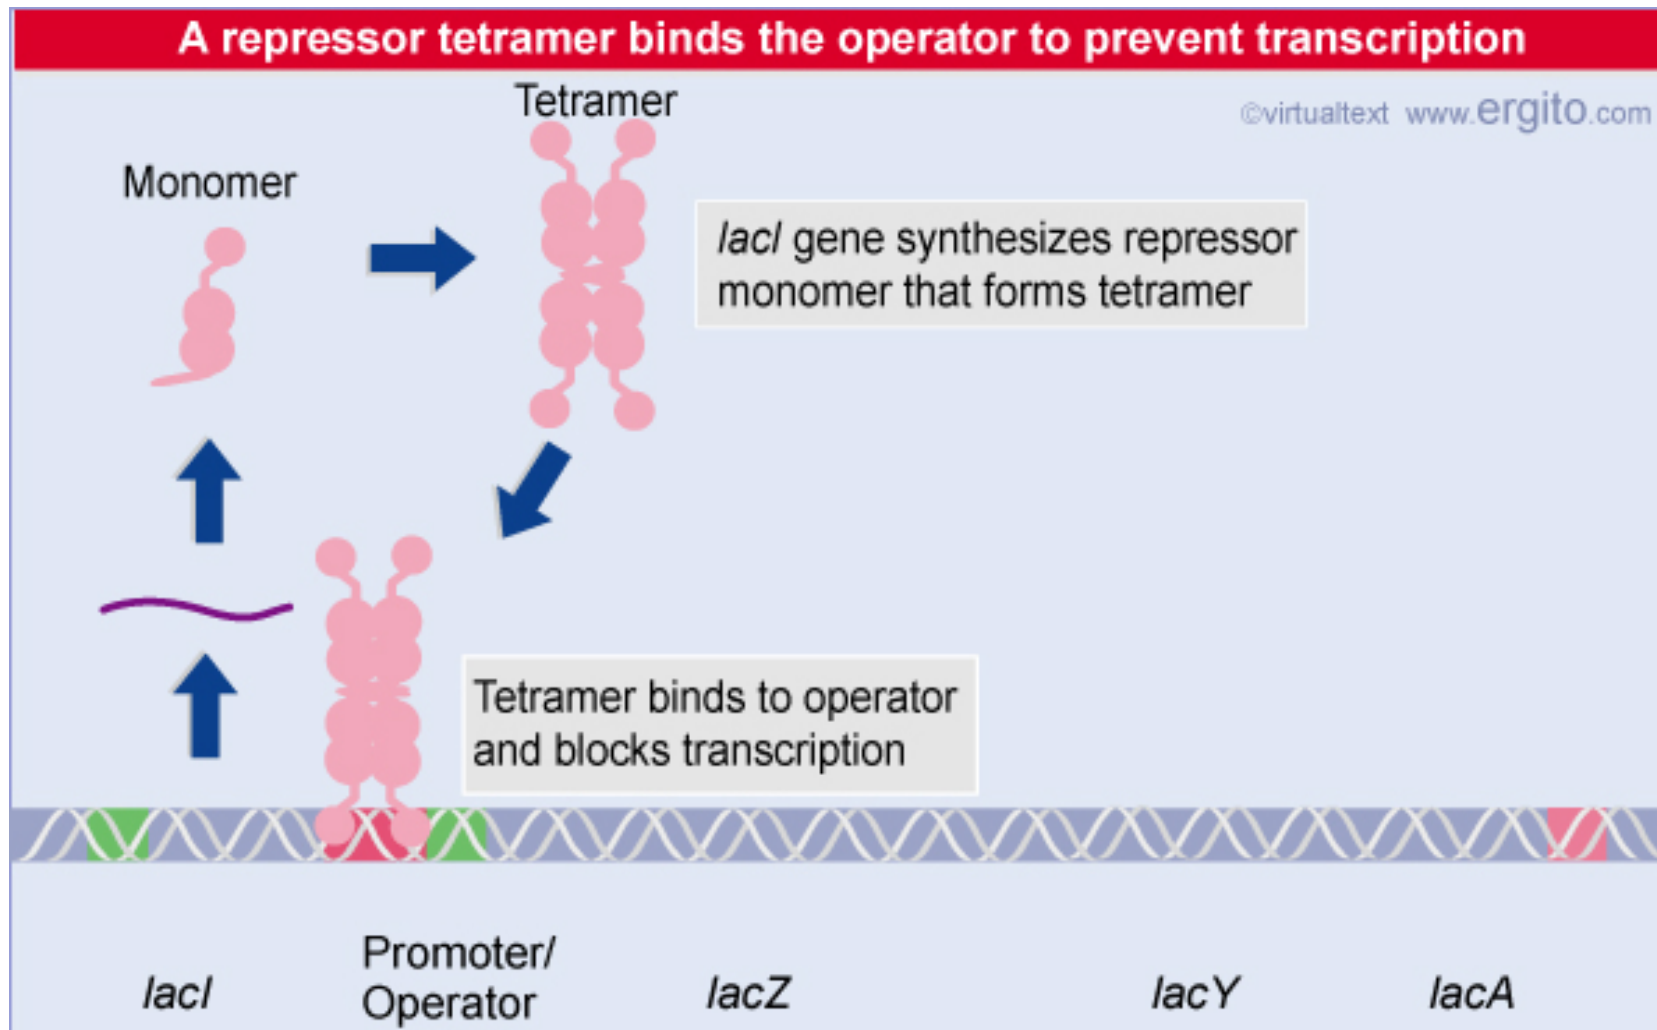 A repressor tetramer binds the operator to prevent transcription
Tetramer
©virtualtext www.ergito.com
Monomer
lacI gene synthesizes repressor
monomer that forms tetramer
Tetramer binds to operator
and blocks transcription
lacI
Promoter/
Operator
lacZ
lacY
lacA